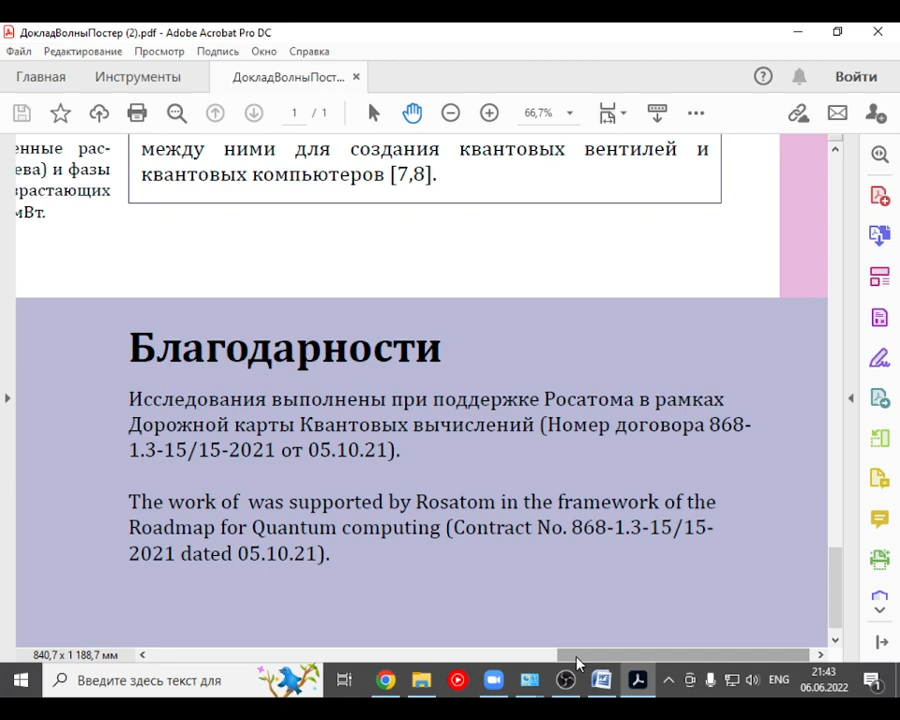 ДокладВолныПостер (2).pdf - Adobe Acrobat Pro DC
Файл Редактирование Просмотр Подпись Окно Справка
Главная Инструменты ДокладВолныПост... × Войти
1 / 1 66,7%
енные рас-
ева) и фазы
зрастающих
мВт.
между ними для создания квантовых вентилей и
квантовых компьютеров [7,8].
Благодарности
Исследования выполнены при поддержке Росатома в рамках
Дорожной карты Квантовых вычислений (Номер договора 868-
1.3-15/15-2021 от 05.10.21).
The work of  was supported by Rosatom in the framework of the
Roadmap for Quantum computing (Contract No. 868-1.3-15/15-
2021 dated 05.10.21).
840,7 x 1 188,7 мм
Введите здесь текст для
ENG
21:43
06.06.2022
1